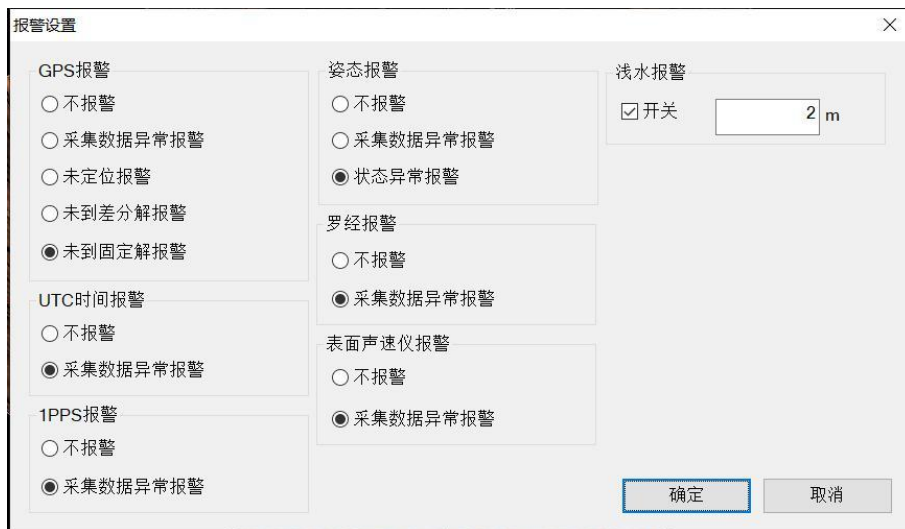 报警设置
GPS报警
不报警
采集数据异常报警
未定位报警
未到差分解报警
未到固定解报警
UTC时间报警
不报警
采集数据异常报警
1PPS报警
不报警
采集数据异常报警
姿态报警
不报警
采集数据异常报警
状态异常报警
罗经报警
不报警
采集数据异常报警
表面声速仪报警
不报警
采集数据异常报警
浅水报警
开关 2 m
确定 取消